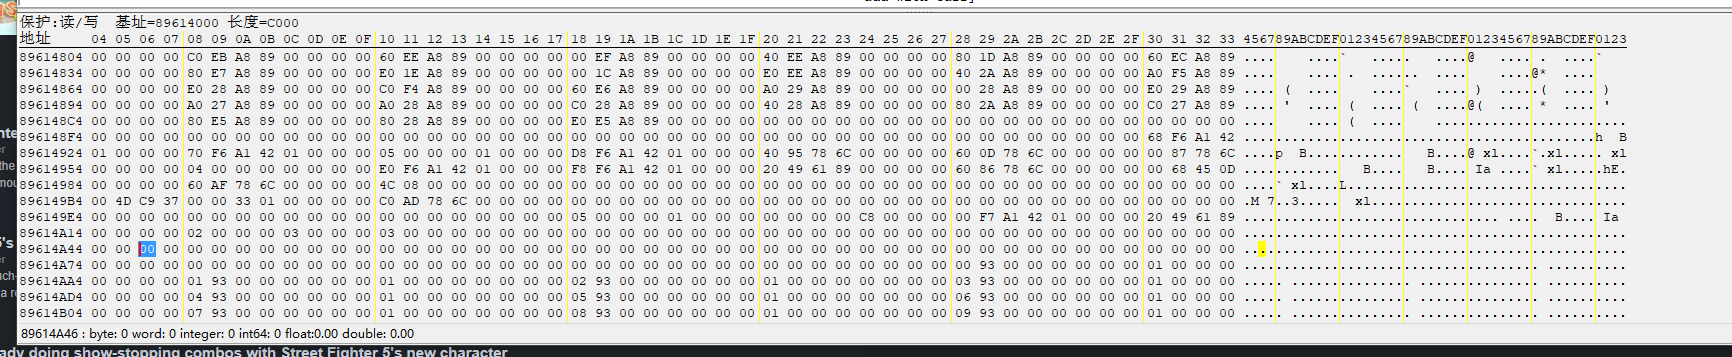 保护:读/写 基址=89614000 长度=C000
地址 04 05 06 07 08 09 0A 0B 0C 0D 0E 0F 10 11 12 13 14 15 16 17 18 19 1A 1B 1C 1D 1E 1F 20 21 22 23 24 25 26 27 28 29 2A 2B 2C 2D 2E 2F 30 31 32 33 456789ABCDEF0123456789ABCDEF0123456789ABCDEF0123
89614804 00 00 00 00 C0 EB A8 89 00 00 00 00 60 EE A8 89 00 00 00 00 00 EF A8 89 00 00 00 00 40 EE A8 89 00 00 00 00 80 1D A8 89 00 00 00 00 60 EC A8 89 .... ....` ..... ....@ .... . ....`
89614834 00 00 00 00 80 E7 A8 89 00 00 00 00 E0 1E A8 89 00 00 00 00 00 1C A8 89 00 00 00 00 E0 EE A8 89 00 00 00 00 40 2A A8 89 00 00 00 00 A0 F5 A8 89 .... .... . ..... . .... ....@* ....
89614864 00 00 00 00 E0 28 A8 89 00 00 00 00 C0 F4 A8 89 00 00 00 00 60 E6 A8 89 00 00 00 00 A0 29 A8 89 00 00 00 00 00 28 A8 89 00 00 00 00 E0 29 A8 89 .... ( .... ....` .... ) .....( .... )
89614894 00 00 00 00 A0 27 A8 89 00 00 00 00 A0 28 A8 89 00 00 00 00 C0 28 A8 89 00 00 00 00 40 28 A8 89 00 00 00 00 80 2A A8 89 00 00 00 00 C0 27 A8 89 .... ' .... ( .... ( ....@( .... * .... '
896148C4 00 00 00 00 80 E5 A8 89 00 00 00 00 80 28 A8 89 00 00 00 00 E0 E5 A8 89 00 00 00 00 00 00 00 00 00 00 00 00 00 00 00 00 00 00 00 00 00 00 00 00 .... .... ( .... ........................
896148F4 00 00 00 00 00 00 00 00 00 00 00 00 00 00 00 00 00 00 00 00 00 00 00 00 00 00 00 00 00 00 00 00 00 00 00 00 00 00 00 00 00 00 00 00 68 F6 A1 42 ............................................h B
89614924 01 00 00 00 70 F6 A1 42 01 00 00 00 05 00 00 00 01 00 00 00 D8 F6 A1 42 01 00 00 00 40 95 78 6C 00 00 00 00 60 0D 78 6C 00 00 00 00 00 87 78 6C ....p B............ B....@ xl....`.xl..... xl
89614954 00 00 00 00 04 00 00 00 00 00 00 00 E0 F6 A1 42 01 00 00 00 F8 F6 A1 42 01 00 00 00 20 49 61 89 00 00 00 00 60 86 78 6C 00 00 00 00 00 68 45 0D ............ B.... B.... Ia ....` xl.....hE.
89614984 00 00 00 00 60 AF 78 6C 00 00 00 00 4C 08 00 00 00 00 00 00 00 00 00 00 00 00 00 00 00 00 00 00 00 00 00 00 00 00 00 00 00 00 00 00 00 00 00 00 ....` xl....L...................................
896149B4 00 4D C9 37 00 00 33 01 00 00 00 00 C0 AD 78 6C 00 00 00 00 00 00 00 00 00 00 00 00 00 00 00 00 00 00 00 00 00 00 00 00 00 00 00 00 00 00 00 00 .M 7..3..... xl................................
896149E4 00 00 00 00 00 00 00 00 00 00 00 00 00 00 00 00 00 00 00 00 05 00 00 00 01 00 00 00 00 00 00 00 C8 00 00 00 00 F7 A1 42 01 00 00 00 20 49 61 89 ................................ ..... B.... Ia
89614A14 00 00 00 00 02 00 00 00 03 00 00 00 03 00 00 00 00 00 00 00 00 00 00 00 00 00 00 00 00 00 00 00 00 00 00 00 00 00 00 00 00 00 00 00 00 00 00 00 ................................................
89614A44 00 00 00 00 00 00 00 00 00 00 00 00 00 00 00 00 00 00 00 00 00 00 00 00 00 00 00 00 00 00 00 00 00 00 00 00 00 00 00 00 00 00 00 00 00 00 00 00 ................................................
89614A74 00 00 00 00 00 00 00 00 00 00 00 00 00 00 00 00 00 00 00 00 00 00 00 00 00 00 00 00 00 00 00 00 00 00 00 00 00 93 00 00 00 00 00 00 01 00 00 00 ..................................... ..........
89614AA4 00 00 00 00 01 93 00 00 00 00 00 00 01 00 00 00 00 00 00 00 02 93 00 00 00 00 00 00 01 00 00 00 00 00 00 00 03 93 00 00 00 00 00 00 01 00 00 00 ..... ............... ............... ..........
89614AD4 00 00 00 00 04 93 00 00 00 00 00 00 01 00 00 00 00 00 00 00 05 93 00 00 00 00 00 00 01 00 00 00 00 00 00 00 06 93 00 00 00 00 00 00 01 00 00 00 ..... ............... ............... ..........
89614B04 00 00 00 00 07 93 00 00 00 00 00 00 01 00 00 00 00 00 00 00 08 93 00 00 00 00 00 00 01 00 00 00 00 00 00 00 09 93 00 00 00 00 00 00 01 00 00 00 ..... ............... ............... ..........
89614A46 : byte: 0 word: 0 integer: 0 int64: 0 float:0.00 double: 0.00
ady doing show-stopping combos with Street Fighter 5's new character